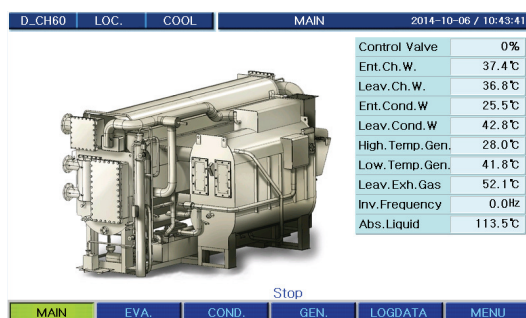 D_CH60 LOC. COOL MAIN 2014-10-06 / 10:43:41
Control Valve 0%
Ent.Ch.W. 37.4℃
Leav.Ch.W. 36.8℃
Ent.Cond.W 25.5℃
Leav.Cond.W 42.8℃
High.Temp.Gen. 28.0℃
Low.Temp.Gen. 41.8℃
Leav.Exh.Gas 52.1℃
Inv.Frequency 0.0Hz
Abs.Liquid 113.5℃
Stop
MAIN EVA. COND. GEN. LOGDATA MENU